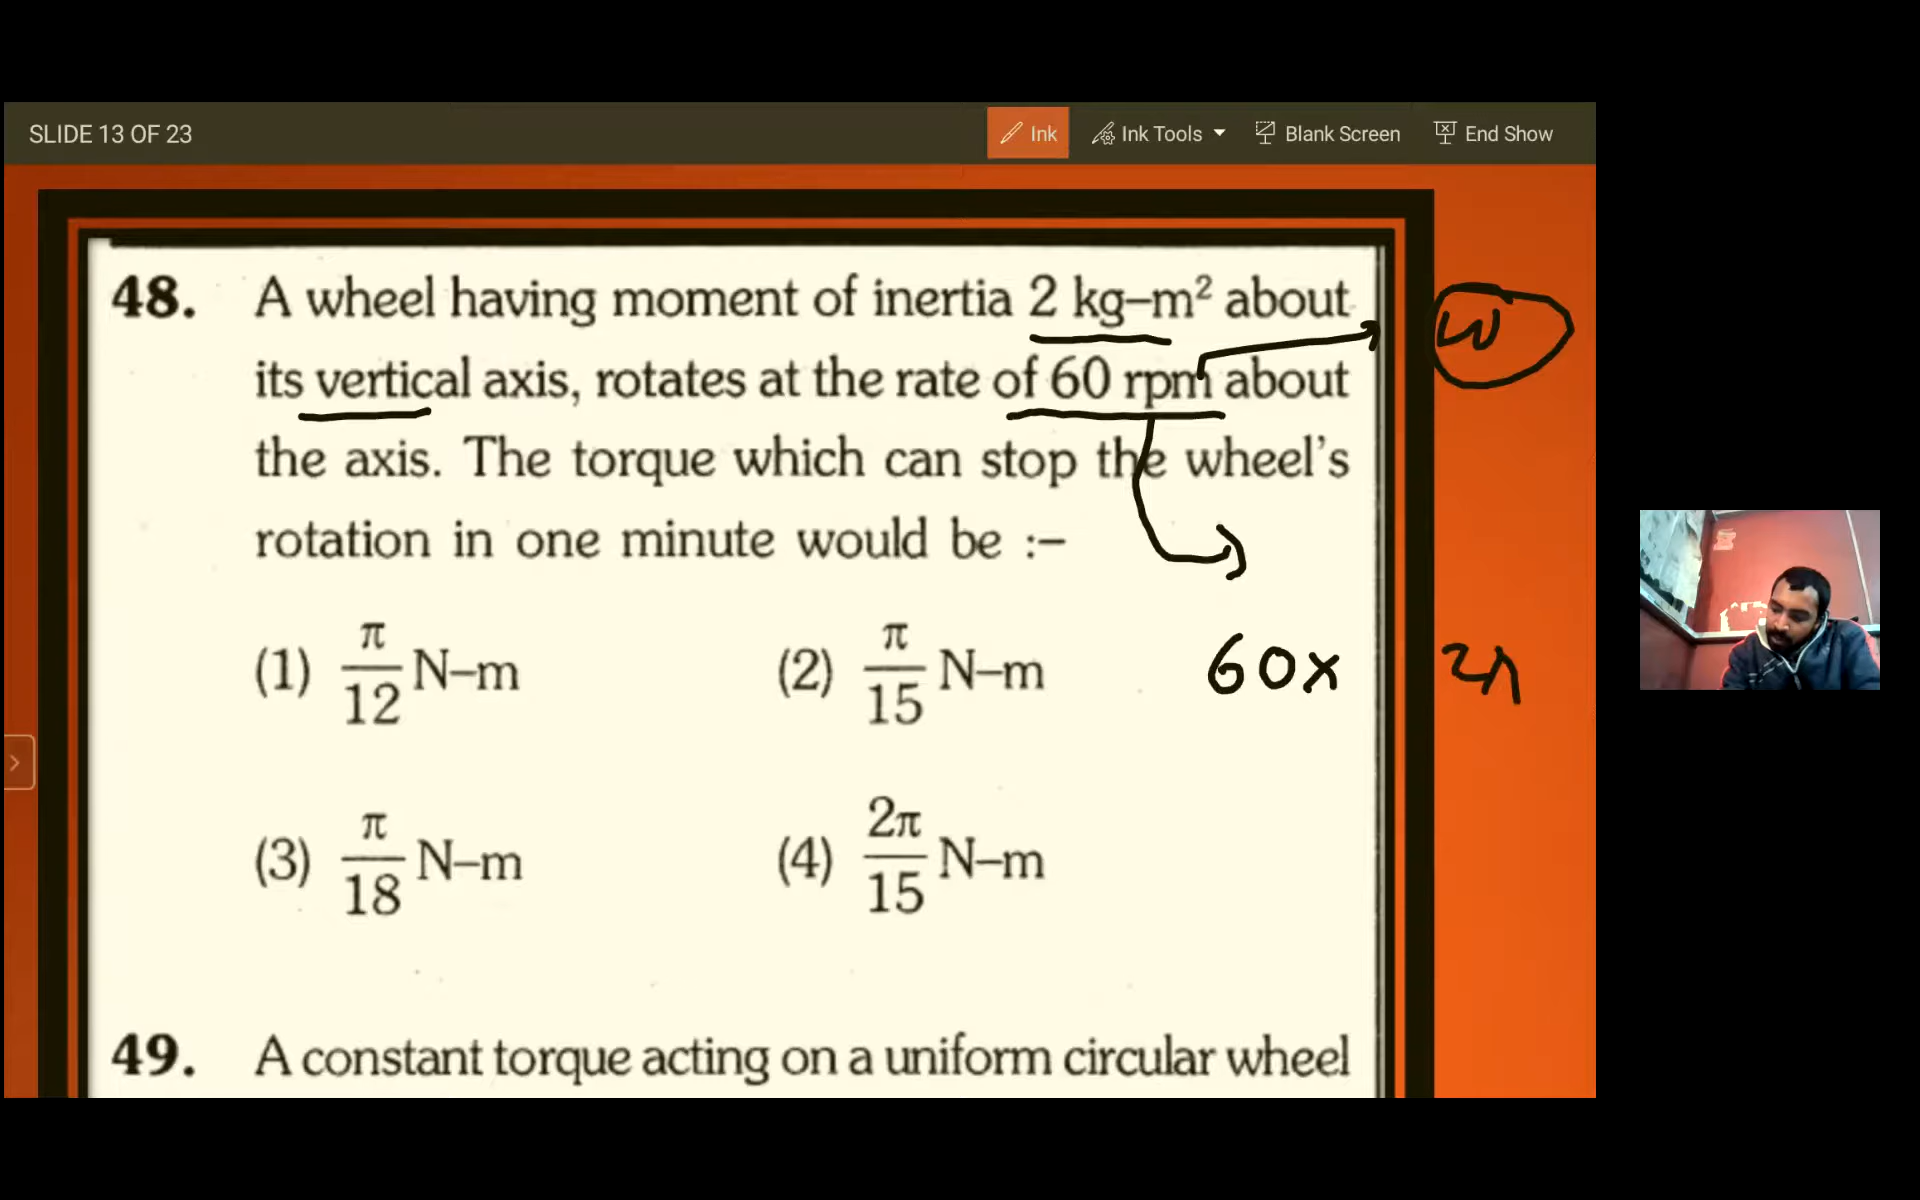 SLIDE 13 OF 23
Ink
Ink Tools
Blank Screen
End Show
48. A wheel having moment of inertia 2 kg–m² about
its vertical axis, rotates at the rate of 60 rpm about
the axis. The torque which can stop the wheel's
rotation in one minute would be :–
ω
(1) π/12 N–m (2) π/15 N–m
60× 2π
(3) π/18 N–m (4) 2π/15 N–m
49. A constant torque acting on a uniform circular wheel